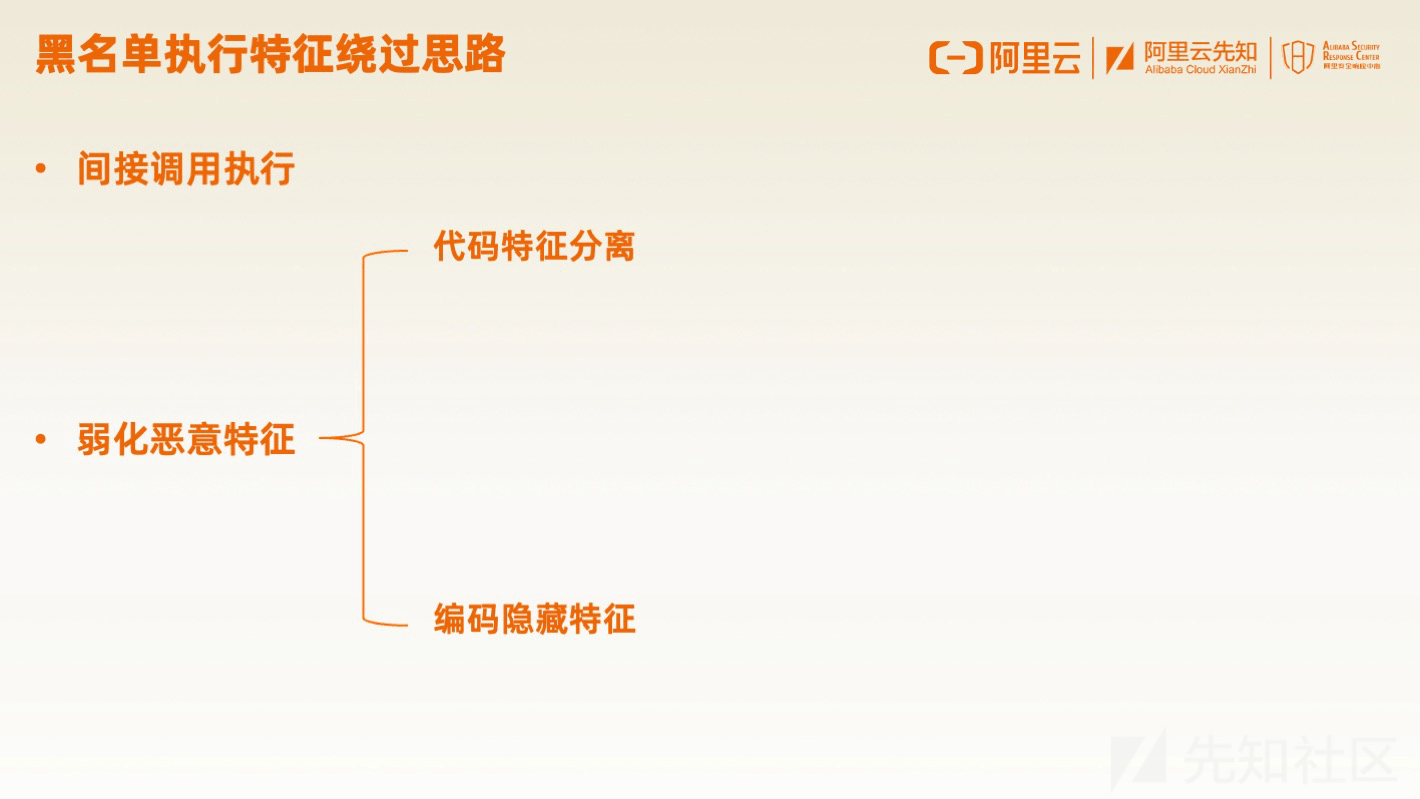 黑名单执行特征绕过思路
阿里云
阿里云先知
Alibaba Cloud XianZhi
ALIBABA SECURITY
RESPONSE CENTER
阿里安全响应中心
• 间接调用执行
代码特征分离
• 弱化恶意特征
编码隐藏特征
先知社区